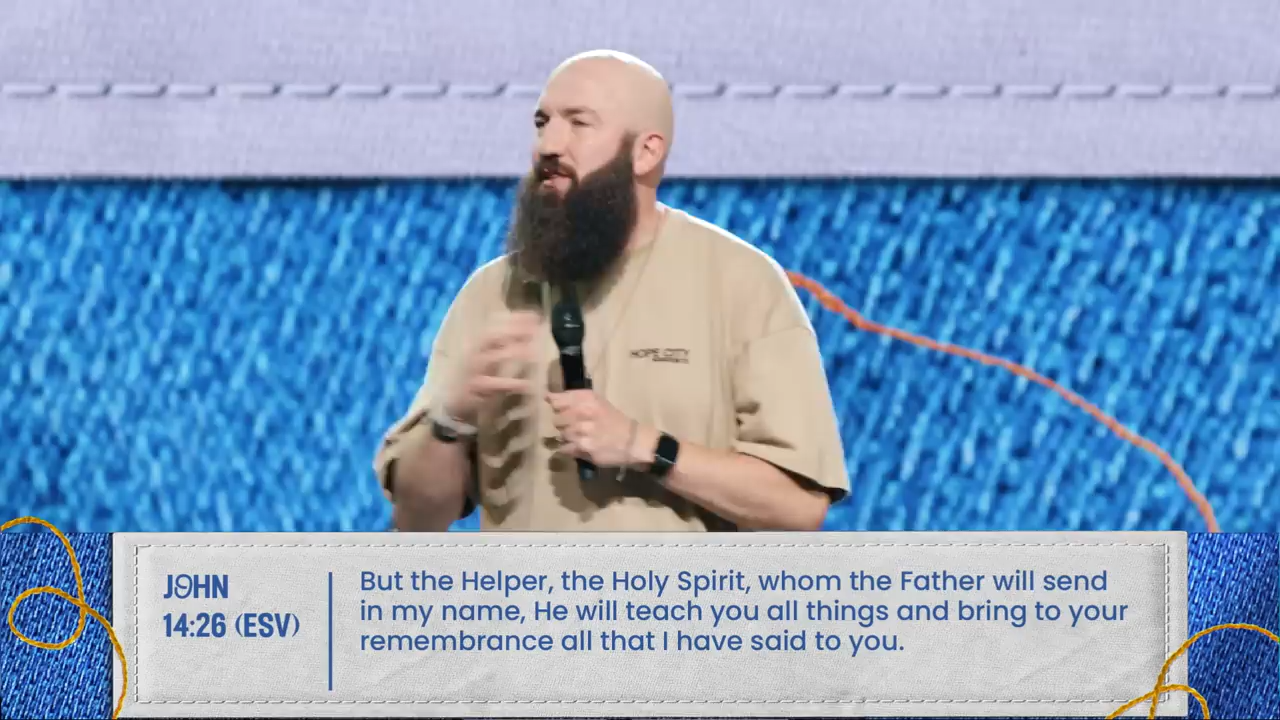 HOPE CITY
JOHN
14:26 (ESV)
But the Helper, the Holy Spirit, whom the Father will send
in my name, He will teach you all things and bring to your
remembrance all that I have said to you.